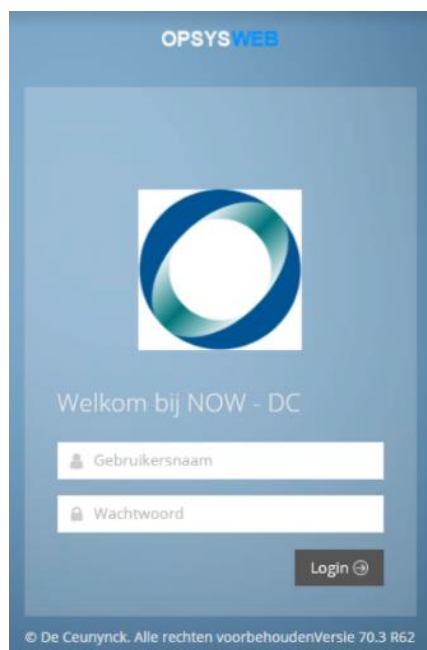 OPSYSWEB
Welkom bij NOW - DC
Gebruikersnaam
Wachtwoord
Login
© De Ceunynck. Alle rechten voorbehoudenVersie 70.3 R62